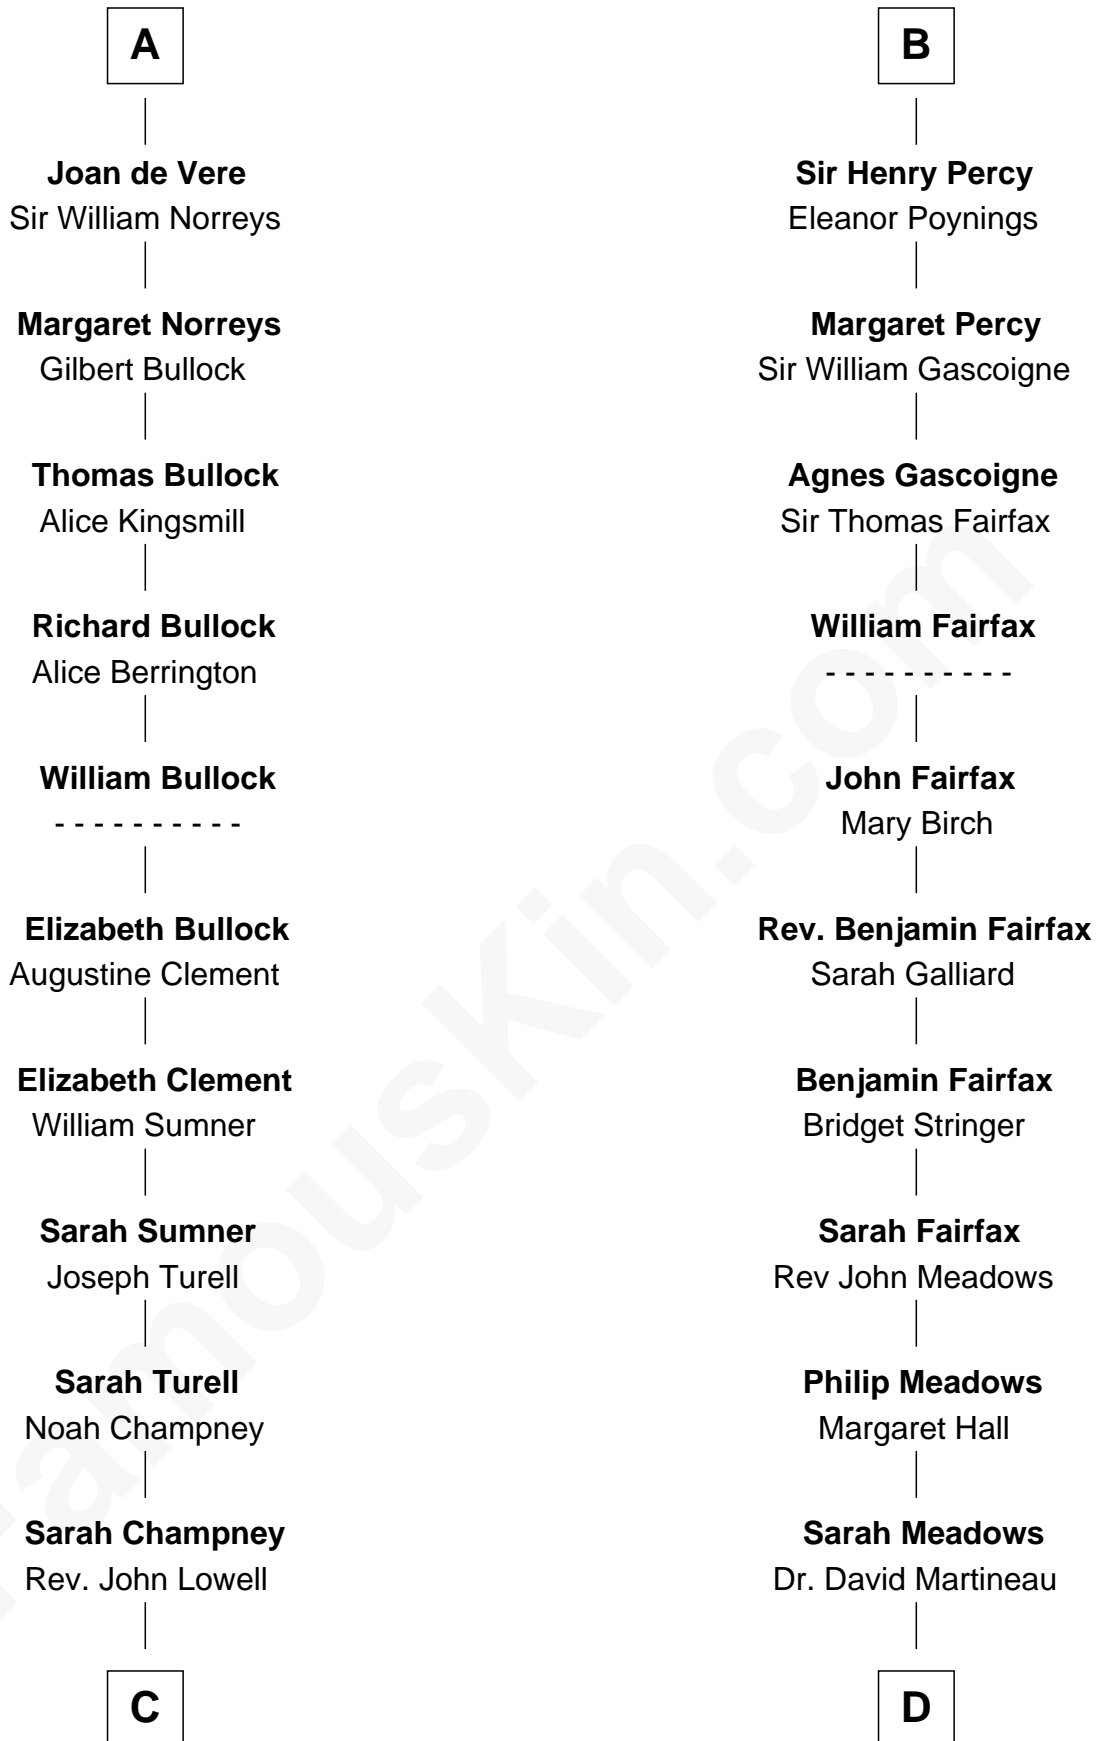 A
Joan de Vere
Sir William Norreys
Margaret Norreys
Gilbert Bullock
Thomas Bullock
Alice Kingsmill
Richard Bullock
Alice Berrington
William Bullock
- - - - - - - - - -
Elizabeth Bullock
Augustine Clement
Elizabeth Clement
William Sumner
Sarah Sumner
Joseph Turell
Sarah Turell
Noah Champney
Sarah Champney
Rev. John Lowell
C
B
Sir Henry Percy
Eleanor Poynings
Margaret Percy
Sir William Gascoigne
Agnes Gascoigne
Sir Thomas Fairfax
William Fairfax
- - - - - - - - - -
John Fairfax
Mary Birch
Rev. Benjamin Fairfax
Sarah Galliard
Benjamin Fairfax
Bridget Stringer
Sarah Fairfax
Rev John Meadows
Philip Meadows
Margaret Hall
Sarah Meadows
Dr. David Martineau
D
FamousKin.com